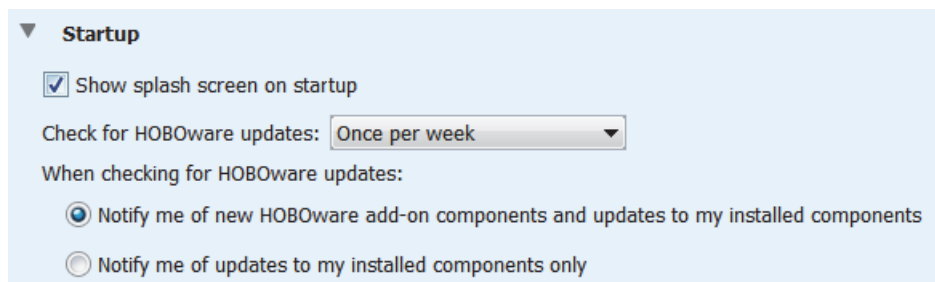 Startup
Show splash screen on startup
Check for HOBOware updates: Once per week
When checking for HOBOware updates:
Notify me of new HOBOware add-on components and updates to my installed components
Notify me of updates to my installed components only